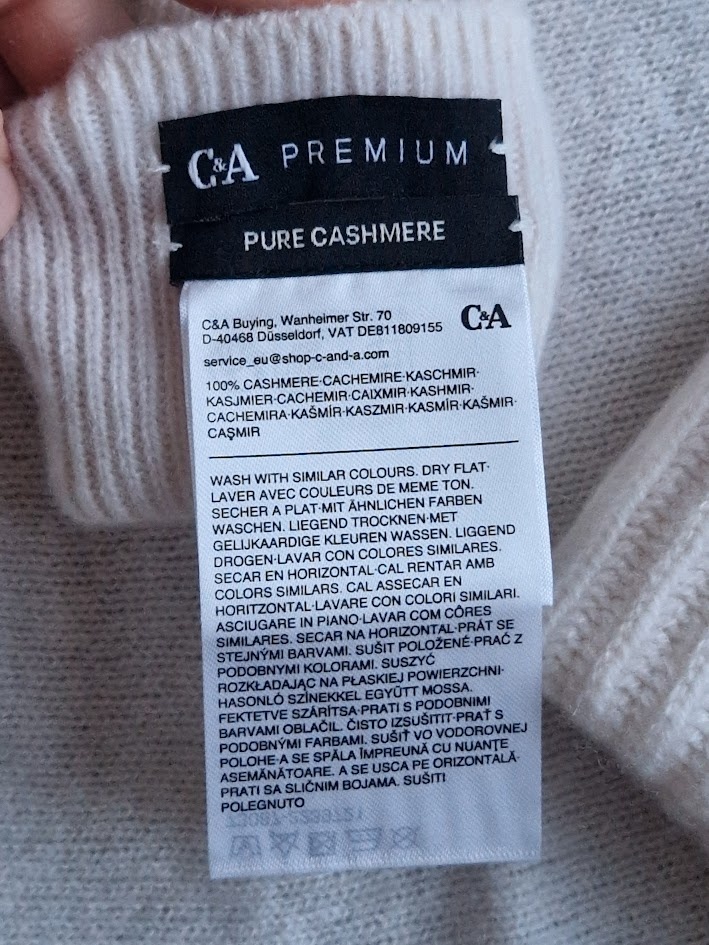 C&A PREMIUM
PURE CASHMERE
C&A
C&A Buying, Wanheimer Str. 70
D-40468 Düsseldorf, VAT DE811809155
service_eu@shop-c-and-a.com
100% CASHMERE·CACHEMIRE·KASCHMIR·
KASJMIER·CACHEMIR·CAIXMIR·KASHMIR·
CACHEMIRA·KAŠMÍR·KASZMIR·KASMÍR·KAŠMIR·
CAŞMIR
WASH WITH SIMILAR COLOURS. DRY FLAT·
LAVER AVEC COULEURS DE MEME TON.
SECHER A PLAT·MIT ÄHNLICHEN FARBEN
WASCHEN. LIEGEND TROCKNEN·MET
GELIJKAARDIGE KLEUREN WASSEN. LIGGEND
DROGEN·LAVAR CON COLORES SIMILARES.
SECAR EN HORIZONTAL·CAL RENTAR AMB
COLORS SIMILARS. CAL ASSECAR EN
HORITZONTAL·LAVARE CON COLORI SIMILARI.
ASCIUGARE IN PIANO·LAVAR COM CÔRES
SIMILARES. SECAR NA HORIZONTAL·PRÁT SE
STEJNÝMI BARVAMI. SUŠIT POLOŽENÉ·PRAĆ Z
PODOBNYMI KOLORAMI. SUSZYĆ
ROZKŁADAJĄC NA PŁASKIEJ POWIERZCHNI·
HASONLÓ SZÍNEKKEL EGYÜTT MOSSA.
FEKTETVE SZÁRÍTSA·PRATI S PODOBNIMI
BARVAMI OBLAČIL. ČISTO IZSUŠITIT·PRAŤ S
PODOBNÝMI FARBAMI. SUŠIŤ VO VODOROVNEJ
POLOHE·A SE SPĂLA ÎMPREUNĂ CU NUANŢE
ASEMĂNĂTOARE. A SE USCA PE ORIZONTALĂ·
PRATI SA SLIČNIM BOJAMA. SUŠITI
POLEGNUTO